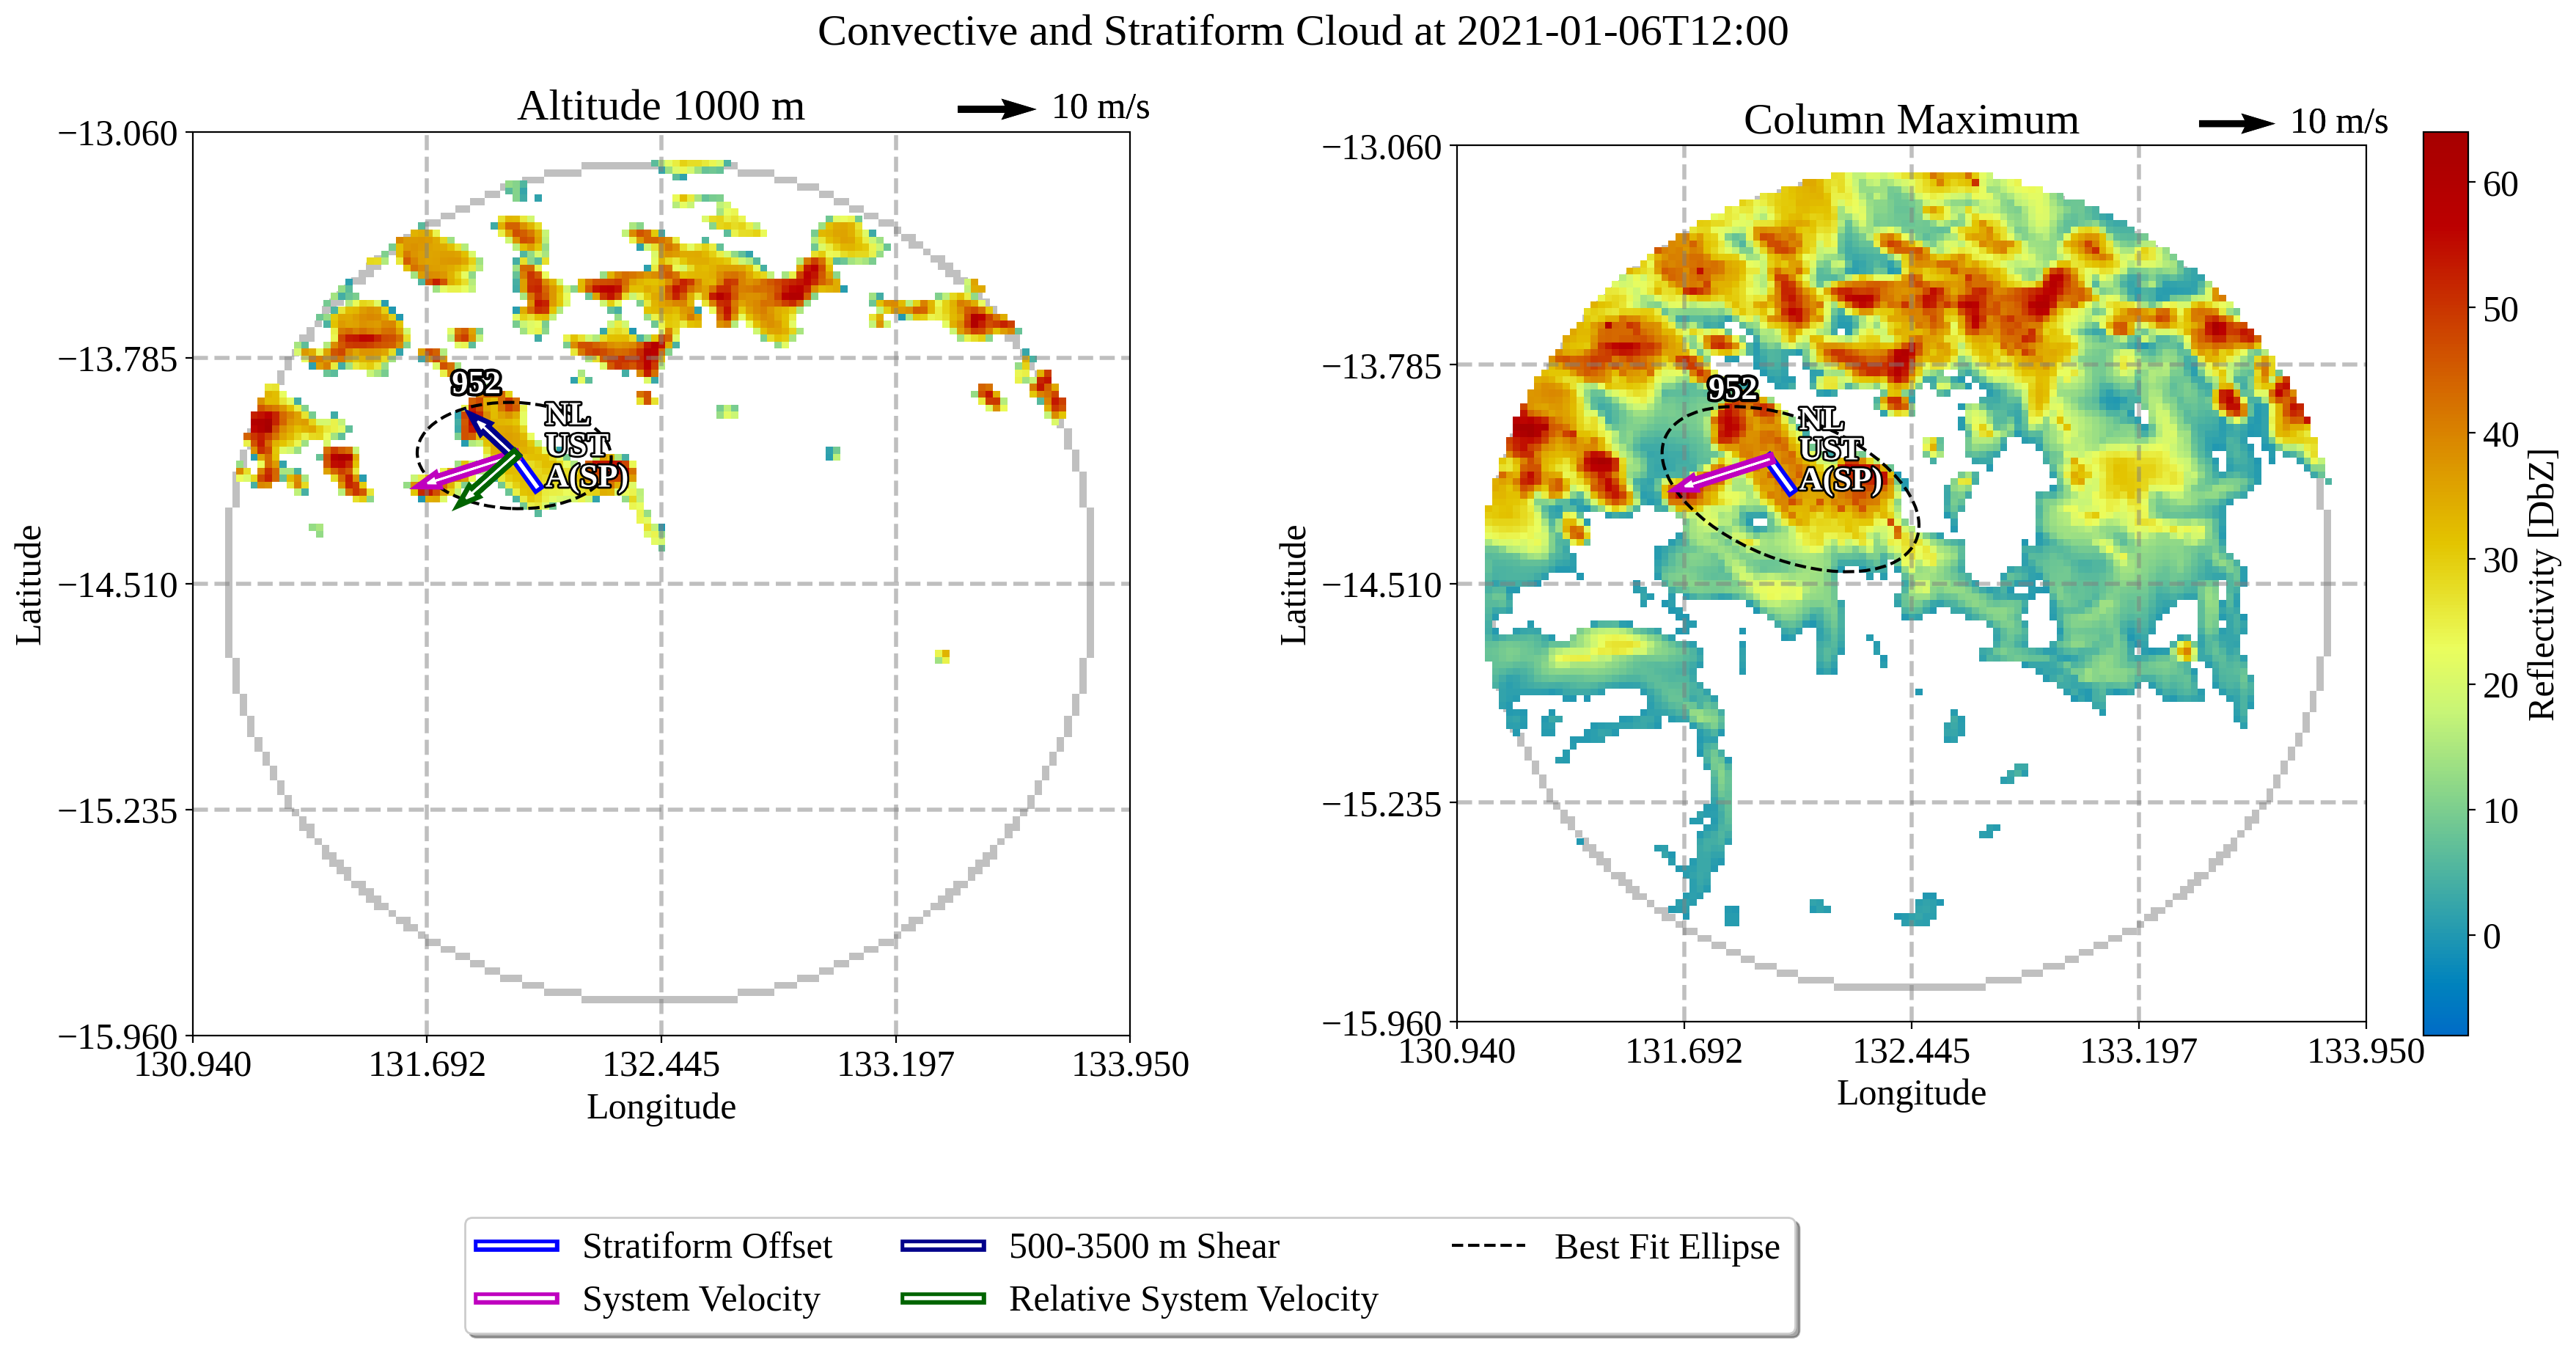 Convective and Stratiform Cloud at 2021-01-06T12:00
Altitude 1000 m
10 m/s
−13.060
−13.785
−14.510
−15.235
−15.960
130.940
131.692
132.445
133.197
133.950
Latitude
Longitude
952
NL
UST
A(SP)
Column Maximum
10 m/s
−13.060
−13.785
−14.510
−15.235
−15.960
130.940
131.692
132.445
133.197
133.950
Latitude
Longitude
952
NL
UST
A(SP)
60
50
40
30
20
10
0
Reflectivity [DbZ]
Stratiform Offset
System Velocity
500-3500 m Shear
Relative System Velocity
Best Fit Ellipse